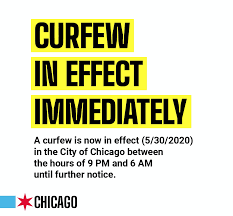 CURFEW
IN EFFECT
IMMEDIATELY
A curfew is now in effect (5/30/2020)
in the City of Chicago between
the hours of 9 PM and 6 AM
until further notice.
CHICAGO